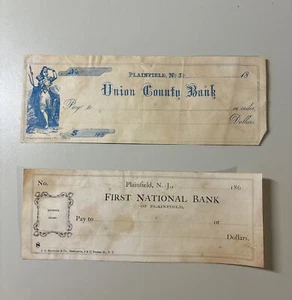 No.
PLAINFIELD, N. J.
18
Union County Bank
Pay to
or order
Dollars.
$
No.
Plainfield, N. J.,
186
FIRST NATIONAL BANK
OF PLAINFIELD,
Pay to
or
Dollars.
$